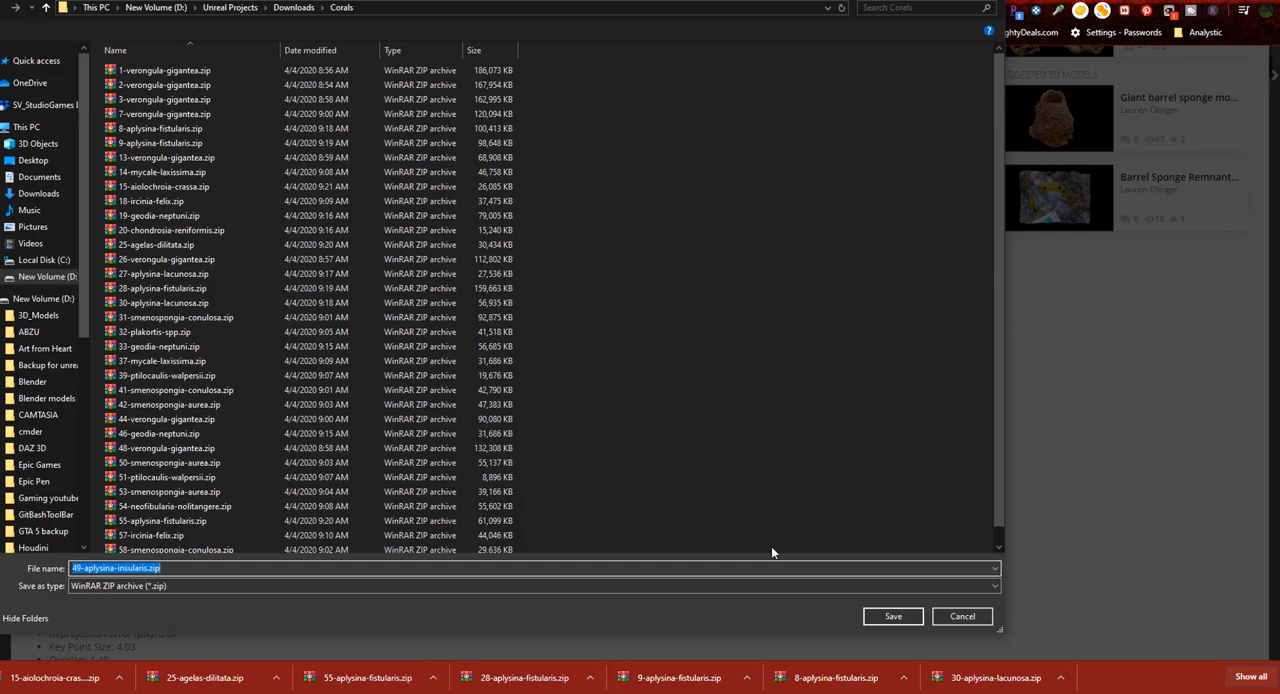 This PC > New Volume (D:) > Unreal Projects > Downloads > Corals
Search Corals
Name Date modified Type Size
Quick access
OneDrive
SV_StudioGames D
This PC
3D Objects
Desktop
Documents
Downloads
Music
Pictures
Videos
Local Disk (C:)
New Volume (D:
New Volume (D:)
3D_Models
ABZU
Art from Heart
Backup for unrea
Blender
Blender models
CAMTASIA
cmder
DAZ 3D
Epic Games
Epic Pen
Gaming youtube
GitBashToolBar
GTA 5 backup
Houdini
1-verongula-gigantea.zip 4/4/2020 8:56 AM WinRAR ZIP archive 186,073 KB
2-verongula-gigantea.zip 4/4/2020 8:54 AM WinRAR ZIP archive 167,954 KB
3-verongula-gigantea.zip 4/4/2020 8:58 AM WinRAR ZIP archive 162,995 KB
7-verongula-gigantea.zip 4/4/2020 9:00 AM WinRAR ZIP archive 120,094 KB
8-aplysina-fistularis.zip 4/4/2020 9:18 AM WinRAR ZIP archive 100,413 KB
9-aplysina-fistularis.zip 4/4/2020 9:19 AM WinRAR ZIP archive 98,648 KB
13-verongula-gigantea.zip 4/4/2020 8:59 AM WinRAR ZIP archive 68,908 KB
14-mycale-laxissima.zip 4/4/2020 9:08 AM WinRAR ZIP archive 46,758 KB
15-aiolochroia-crassa.zip 4/4/2020 9:21 AM WinRAR ZIP archive 26,085 KB
18-ircinia-felix.zip 4/4/2020 9:09 AM WinRAR ZIP archive 37,475 KB
19-geodia-neptuni.zip 4/4/2020 9:16 AM WinRAR ZIP archive 79,005 KB
20-chondrosia-reniformis.zip 4/4/2020 9:16 AM WinRAR ZIP archive 15,240 KB
25-agelas-dilitata.zip 4/4/2020 9:20 AM WinRAR ZIP archive 30,434 KB
26-verongula-gigantea.zip 4/4/2020 8:57 AM WinRAR ZIP archive 112,802 KB
27-aplysina-lacunosa.zip 4/4/2020 9:17 AM WinRAR ZIP archive 27,536 KB
28-aplysina-fistularis.zip 4/4/2020 9:19 AM WinRAR ZIP archive 159,663 KB
30-aplysina-lacunosa.zip 4/4/2020 9:18 AM WinRAR ZIP archive 56,935 KB
31-smenospongia-conulosa.zip 4/4/2020 9:01 AM WinRAR ZIP archive 92,875 KB
32-plakortis-spp.zip 4/4/2020 9:05 AM WinRAR ZIP archive 41,518 KB
33-geodia-neptuni.zip 4/4/2020 9:15 AM WinRAR ZIP archive 56,685 KB
37-mycale-laxissima.zip 4/4/2020 9:09 AM WinRAR ZIP archive 31,686 KB
39-ptilocaulis-walpersii.zip 4/4/2020 9:07 AM WinRAR ZIP archive 19,676 KB
41-smenospongia-conulosa.zip 4/4/2020 9:01 AM WinRAR ZIP archive 42,790 KB
42-smenospongia-aurea.zip 4/4/2020 9:03 AM WinRAR ZIP archive 47,383 KB
44-verongula-gigantea.zip 4/4/2020 9:00 AM WinRAR ZIP archive 90,080 KB
46-geodia-neptuni.zip 4/4/2020 9:15 AM WinRAR ZIP archive 31,686 KB
48-verongula-gigantea.zip 4/4/2020 8:58 AM WinRAR ZIP archive 132,308 KB
50-smenospongia-aurea.zip 4/4/2020 9:03 AM WinRAR ZIP archive 55,137 KB
51-ptilocaulis-walpersii.zip 4/4/2020 9:07 AM WinRAR ZIP archive 8,896 KB
53-smenospongia-aurea.zip 4/4/2020 9:04 AM WinRAR ZIP archive 39,166 KB
54-neofibularia-nolitangere.zip 4/4/2020 9:08 AM WinRAR ZIP archive 55,602 KB
55-aplysina-fistularis.zip 4/4/2020 9:20 AM WinRAR ZIP archive 61,099 KB
57-ircinia-felix.zip 4/4/2020 9:10 AM WinRAR ZIP archive 44,046 KB
58-smenospongia-conulosa.zip 4/4/2020 9:02 AM WinRAR ZIP archive 29,636 KB
File name: 49-aplysina-insularis.zip
Save as type: WinRAR ZIP archive (*.zip)
Hide Folders
Save Cancel
ghtyDeals.com Settings - Passwords Analystic
GGESTED 3D MODELS
Giant barrel sponge mo...
Lauren Olinger
0 87 2
Barrel Sponge Remnant...
Lauren Olinger
0 18 1
Key Point Size: 4.03
15-aiolochroia-cras....zip 25-agelas-dilitata.zip 55-aplysina-fistularis.zip 28-aplysina-fistularis.zip 9-aplysina-fistularis.zip 8-aplysina-fistularis.zip 30-aplysina-lacunosa.zip Show all